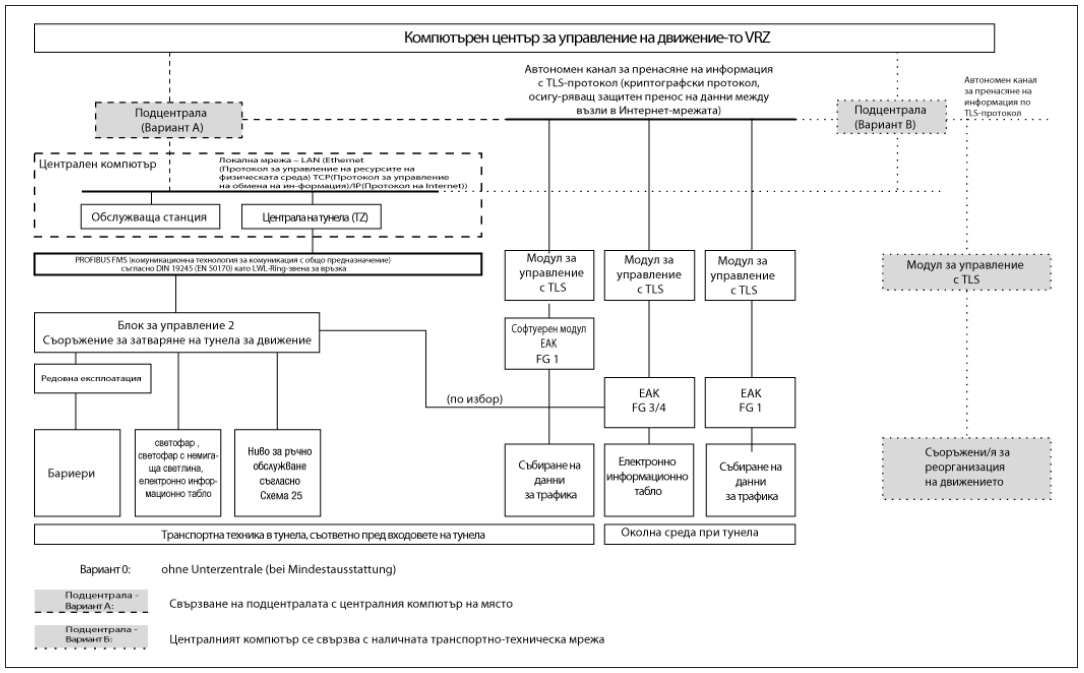 Компютърен център за управление на движение-то VRZ
Автономен канал за пренасяне на информация
с TLS-протокол (криптографски протокол,
осигу-ряващ защитен пренос на данни между
възли в Интернет-мрежата)
Автономен канал
за пренасяне на
информация по
TLS-протокол
Подцентрала
(Вариант А)
Подцентрала
(Вариант В)
Централен компютър
Локална мрежа – LAN (Ethernet
(Протокол за управление на ресурсите на
физическата среда) TCP(Протокол за управление
на обмена на ин-формация)/IP(Протокол на Internet))
Обслужваща станция
Централа на тунела (TZ)
PROFIBUS FMS (комуникационна технология за комуникация с общо предназначение)
съгласно DIN 19245 (EN 50170) като LWL-Ring-звена за връзка
Модул за
управление
с TLS
Модул за
управление
с TLS
Модул за
управление
с TLS
Модул за управление
с TLS
Блок за управление 2
Съоръжение за затваряне на тунела за движение
Софтуерен модул
ЕАК
FG 1
Редовна експлоатация
(по избор)
ЕАК
FG 3/4
ЕАК
FG 1
Бариери
светофар ,
светофар с немига-
ща светлина,
електронно инфор-
мационно табло
Ниво за ръчно
обслужване
съгласно
Схема 25
Събиране на
данни
за трафика
Електронно
информационно
табло
Събиране на
данни
за трафика
Съоръжени/я за
реорганизация
на движението
Транспортна техника в тунела, съответно пред входовете на тунела
Околна среда при тунела
Вариант 0: ohne Unterzentrale (bei Mindestausstattung)
Подцентрала -
Вариант А:
Свързване на подцентралата с централния компютър на място
Подцентрала -
Вариант Б:
Централният компютър се свързва с наличната транспортно-техническа мрежа